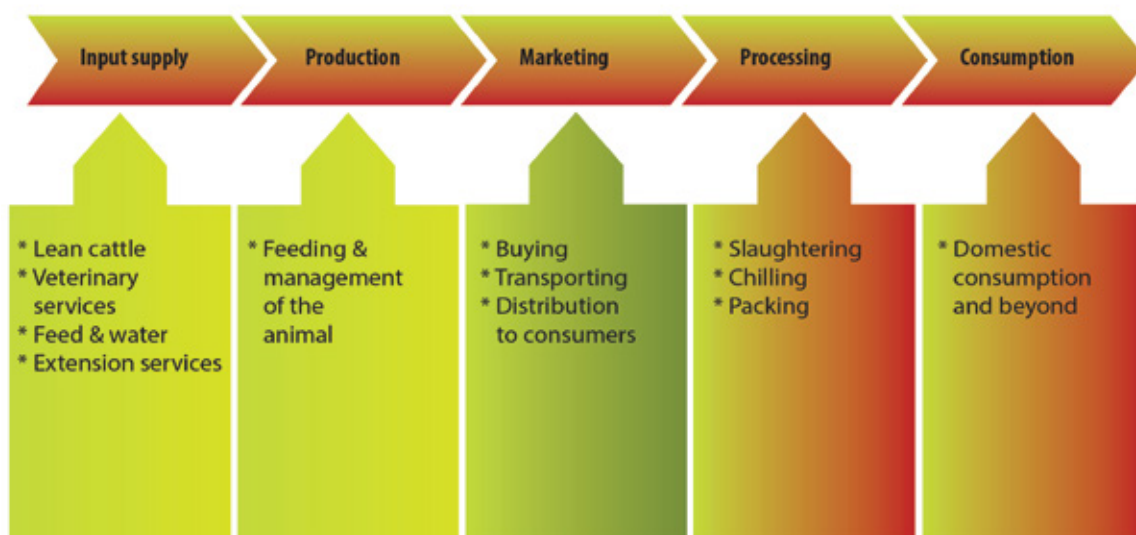 Input supply
Production
Marketing
Processing
Consumption
* Lean cattle
* Veterinary
services
* Feed & water
* Extension services
* Feeding &
management
of the
animal
* Buying
* Transporting
* Distribution
to consumers
* Slaughtering
* Chilling
* Packing
* Domestic
consumption
and beyond